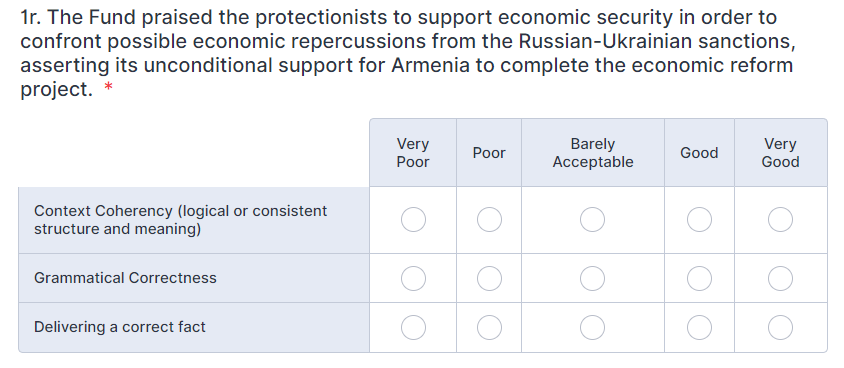 1r. The Fund praised the protectionists to support economic security in order to
confront possible economic repercussions from the Russian-Ukrainian sanctions,
asserting its unconditional support for Armenia to complete the economic reform
project. *
Very
Poor
Poor
Barely
Acceptable
Good
Very
Good
Context Coherency (logical or consistent
structure and meaning)
Grammatical Correctness
Delivering a correct fact